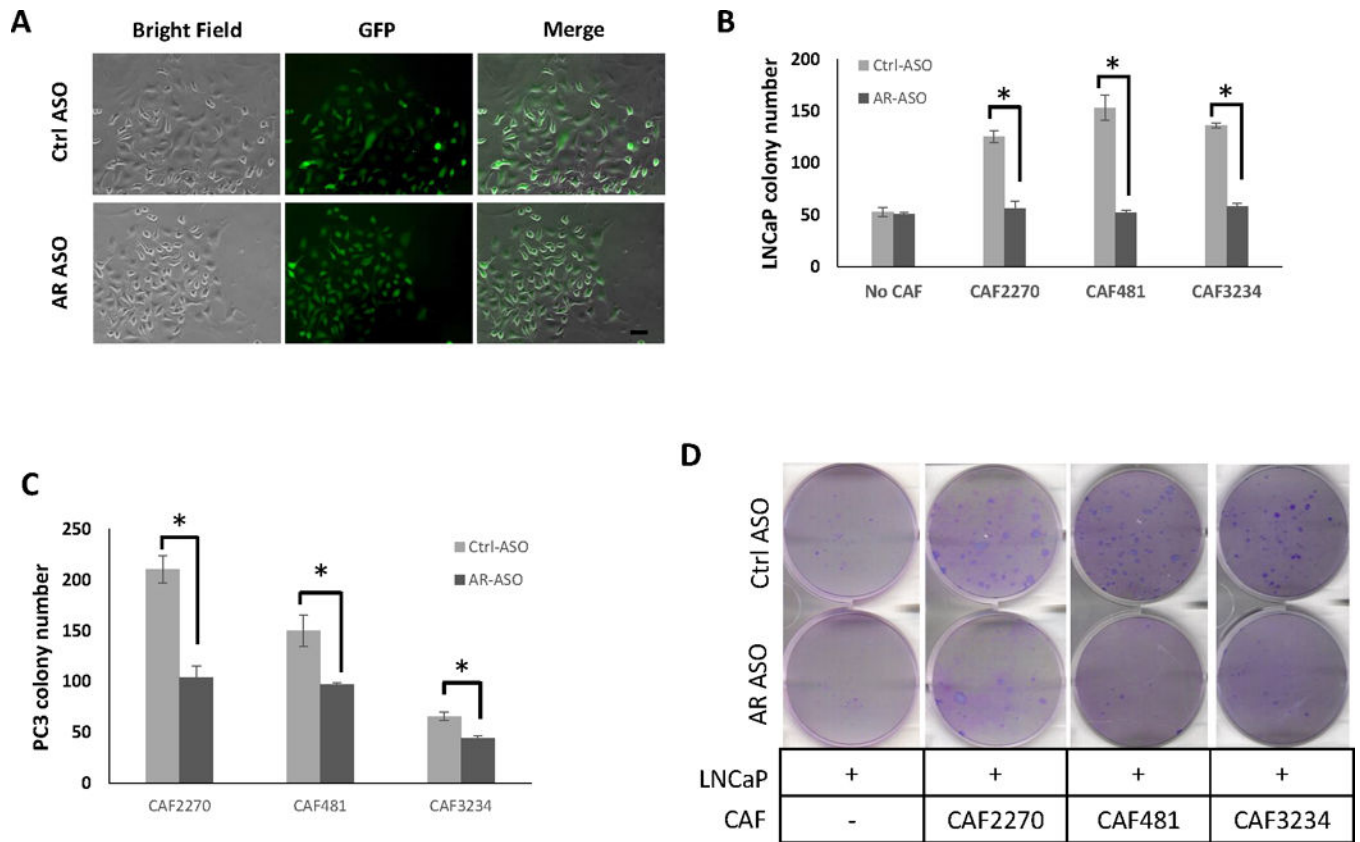 A
Bright Field GFP Merge
Ctrl ASO
AR ASO
B
LNCaP colony number
200
150
100
50
0
Ctrl-ASO
AR-ASO
* * *
No CAF CAF2270 CAF481 CAF3234
C
PC3 colony number
250
200
150
100
50
0
* * *
Ctrl-ASO
AR-ASO
CAF2270 CAF481 CAF3234
D
Ctrl ASO
AR ASO
LNCaP + + + +
CAF - CAF2270 CAF481 CAF3234